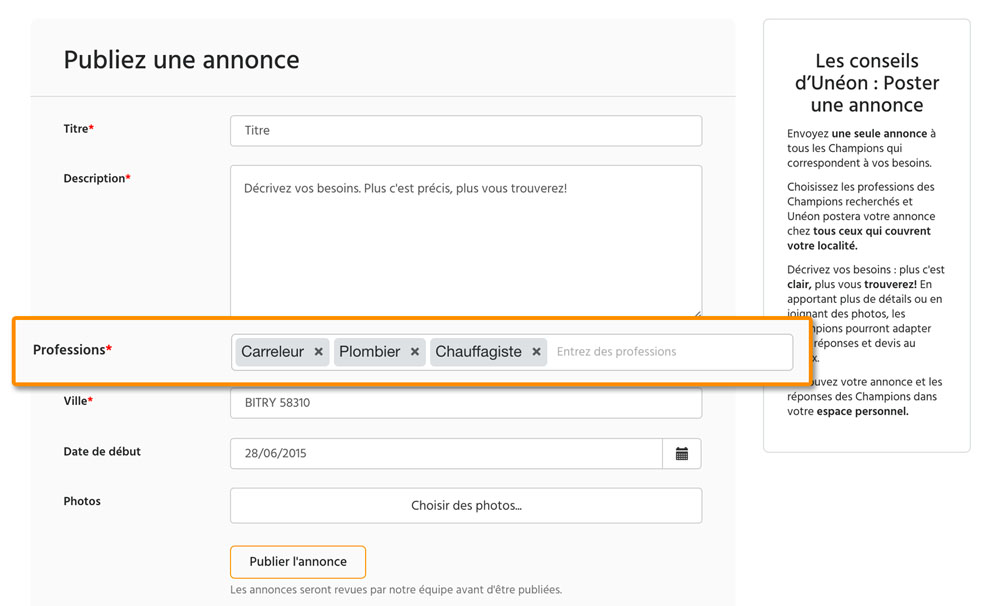 Publiez une annonce
Titre*
Titre
Description*
Décrivez vos besoins. Plus c'est précis, plus vous trouverez!
Professions*
Carreleur ×
Plombier ×
Chauffagiste ×
Entrez des professions
Ville*
BITRY 58310
Date de début
28/06/2015
Photos
Choisir des photos...
Publier l'annonce
Les annonces seront revues par notre équipe avant d'être publiées.
Les conseils
d’Unéon : Poster
une annonce
Envoyez une seule annonce à
tous les Champions qui
correspondent à vos besoins.
Choisissez les professions des
Champions recherchés et
Unéon postera votre annonce
chez tous ceux qui couvrent
votre localité.
Décrivez vos besoins : plus c'est
clair, plus vous trouverez! En
apportant plus de détails ou en
joignant des photos, les
pourront adapter
réponses et devis au
votre annonce et les
réponses des Champions dans
votre espace personnel.